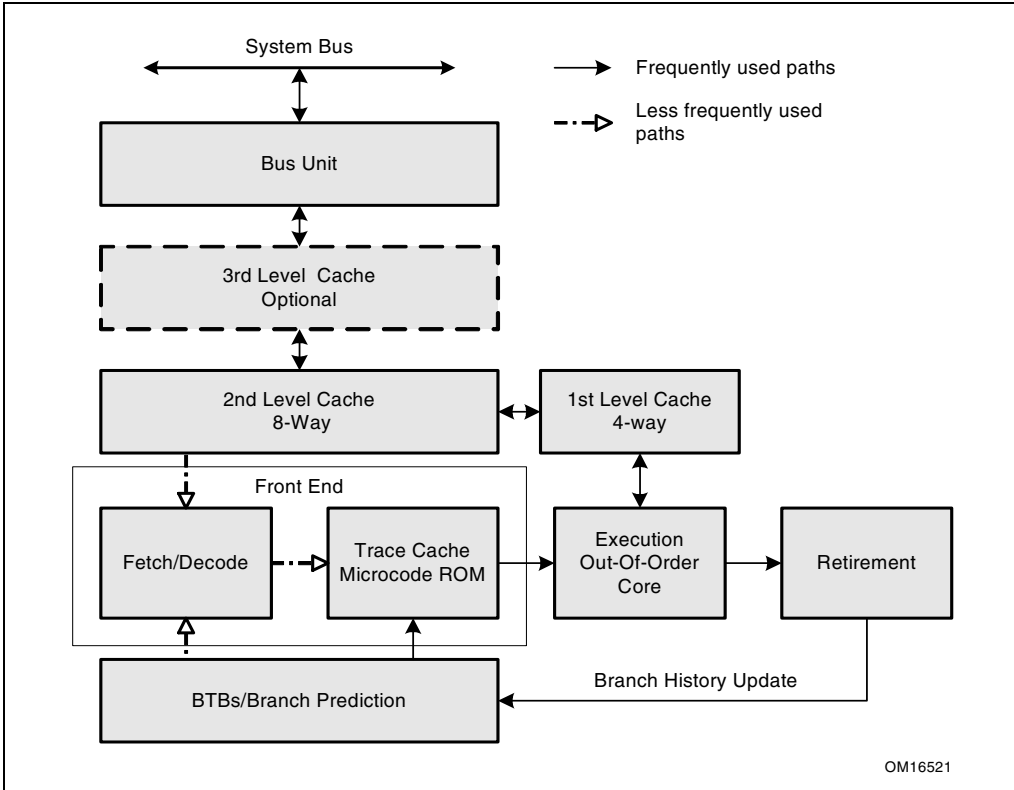 System Bus
Frequently used paths
Less frequently used
paths
Bus Unit
3rd Level Cache
Optional
2nd Level Cache
8-Way
1st Level Cache
4-way
Front End
Fetch/Decode
Trace Cache
Microcode ROM
Execution
Out-Of-Order
Core
Retirement
BTBs/Branch Prediction
Branch History Update
OM16521